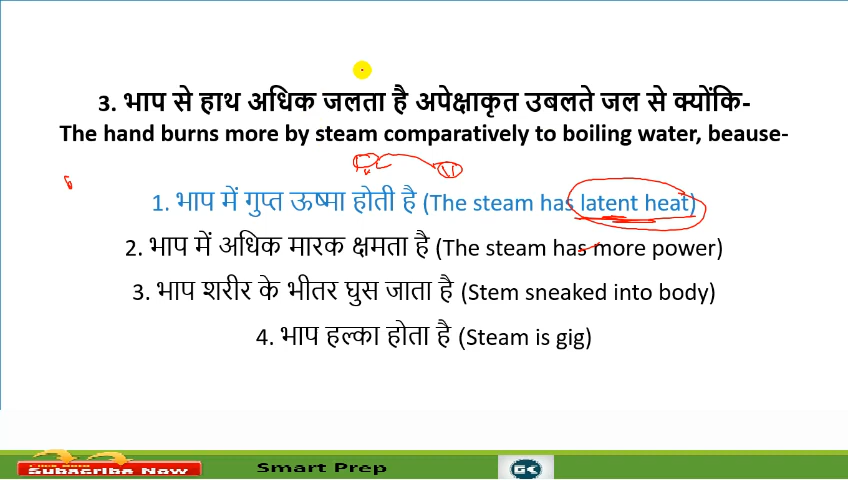 3. भाप से हाथ अधिक जलता है अपेक्षाकृत उबलते जल से क्योंकि-
The hand burns more by steam comparatively to boiling water, beause-
1. भाप में गुप्त ऊष्मा होती है (The steam has latent heat)
2. भाप में अधिक मारक क्षमता है (The steam has more power)
3. भाप शरीर के भीतर घुस जाता है (Stem sneaked into body)
4. भाप हल्का होता है (Steam is gig)
Subscribe Now
Smart Prep
GK